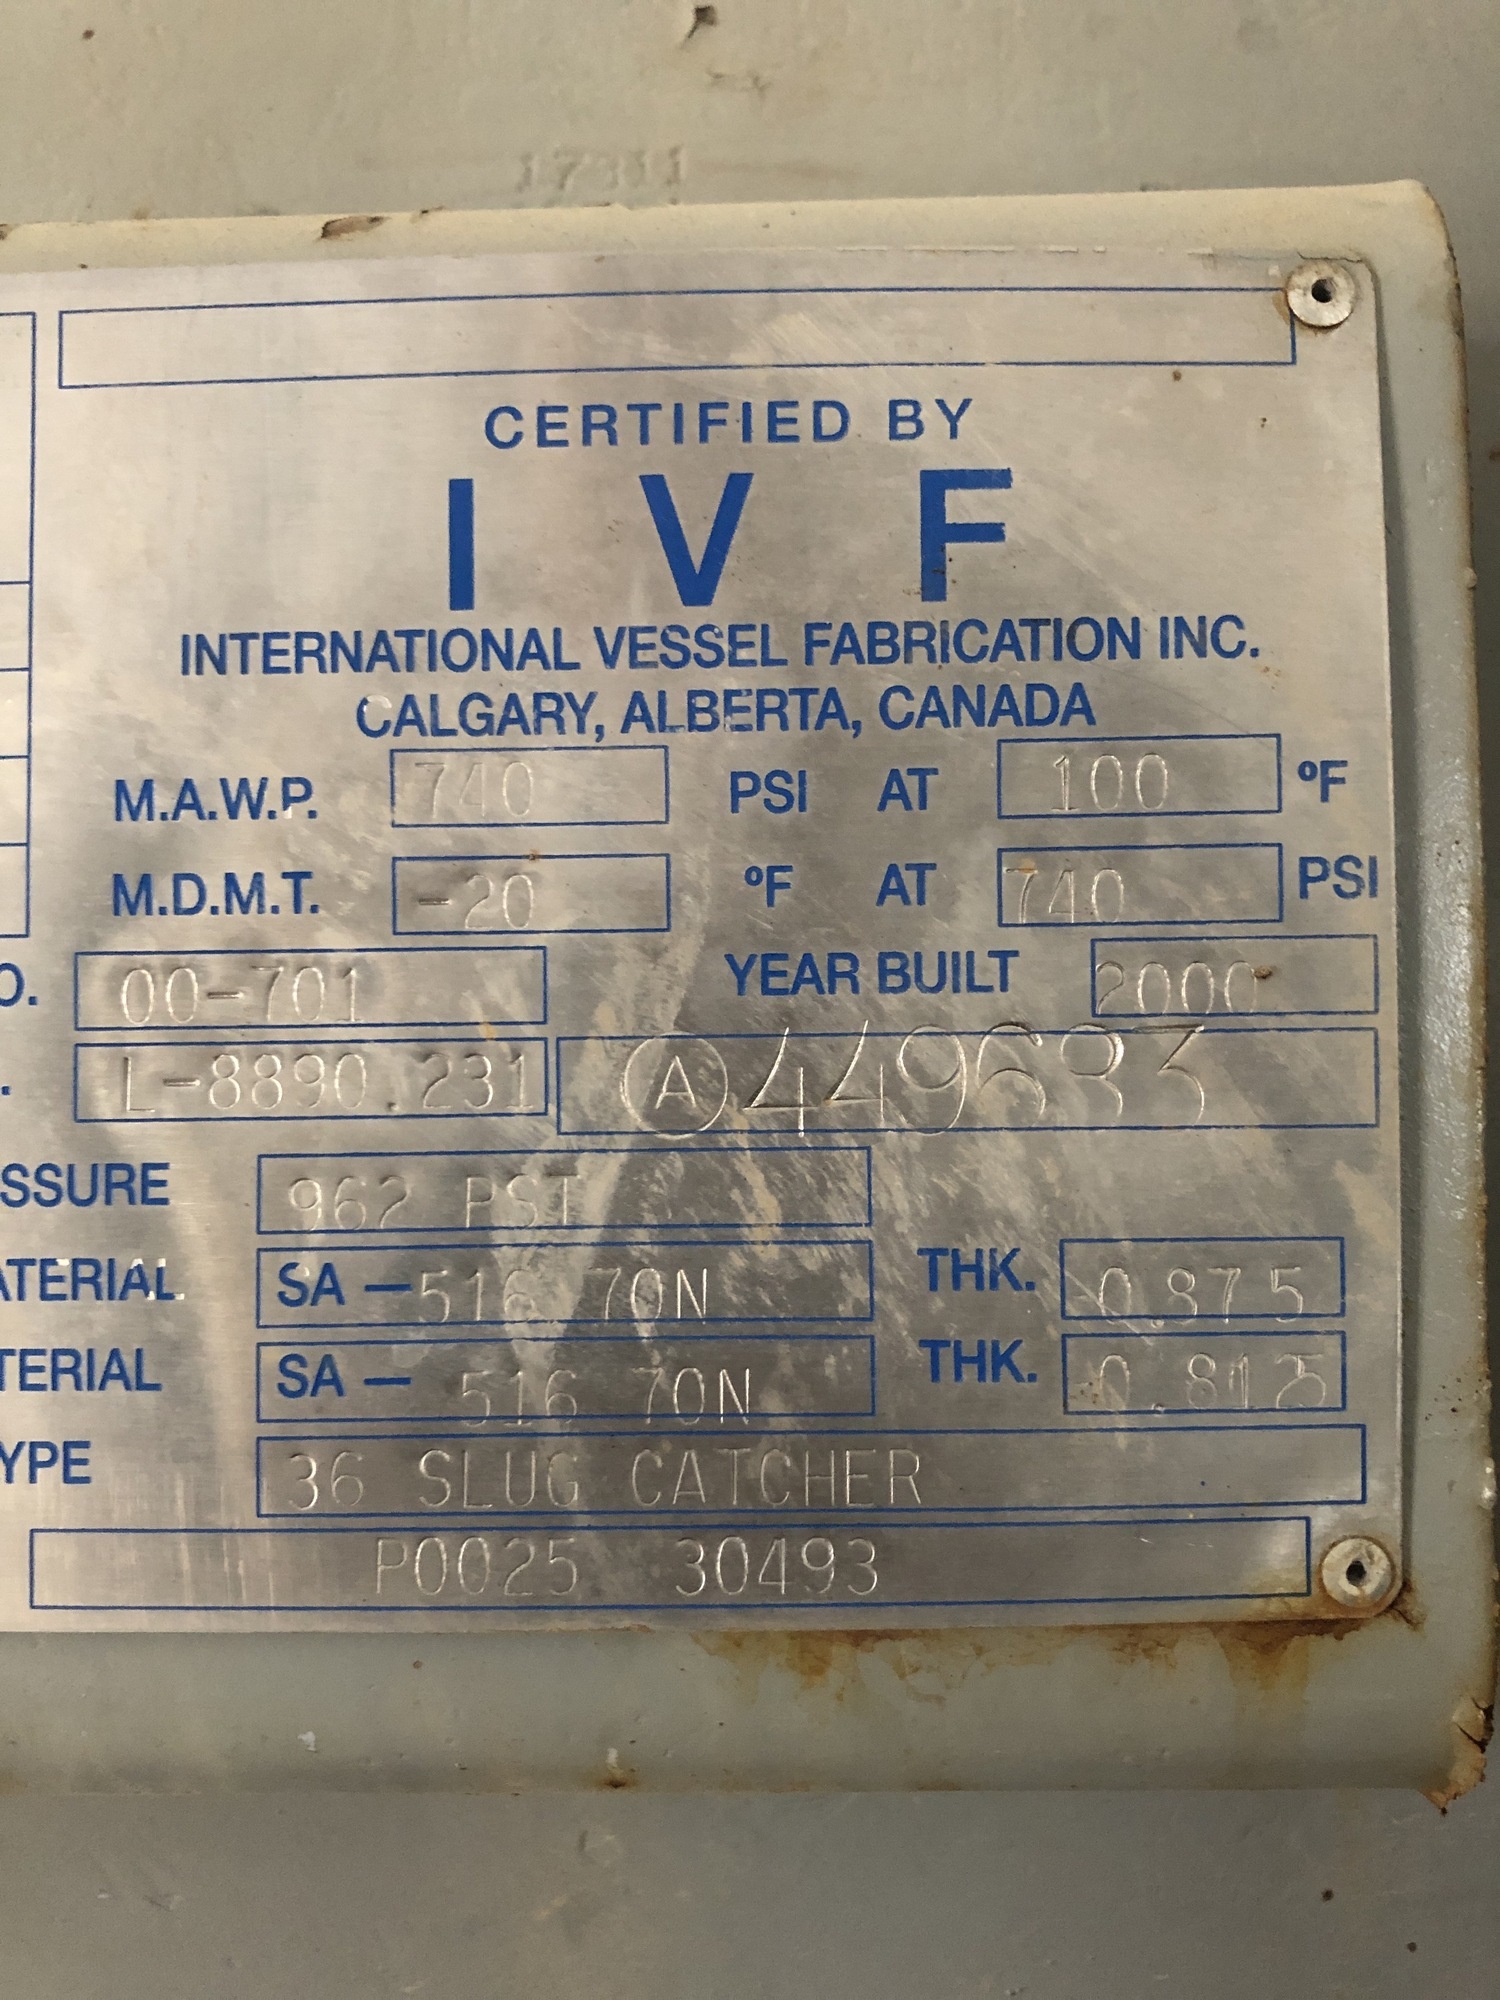 CERTIFIED BY
I V F
INTERNATIONAL VESSEL FABRICATION INC.
CALGARY, ALBERTA, CANADA
M.A.W.P. 740 PSI AT 100 ºF
M.D.M.T. -20 ºF AT 740 PSI
O. 00-701 YEAR BUILT 2000
. L-8890.231 A 449683
SSURE 962 PSI
ATERIAL SA-516 70N THK. 0.875
TERIAL SA-516 70N THK. 0.8125
YPE 36 SLUG CATCHER
P0025 30493